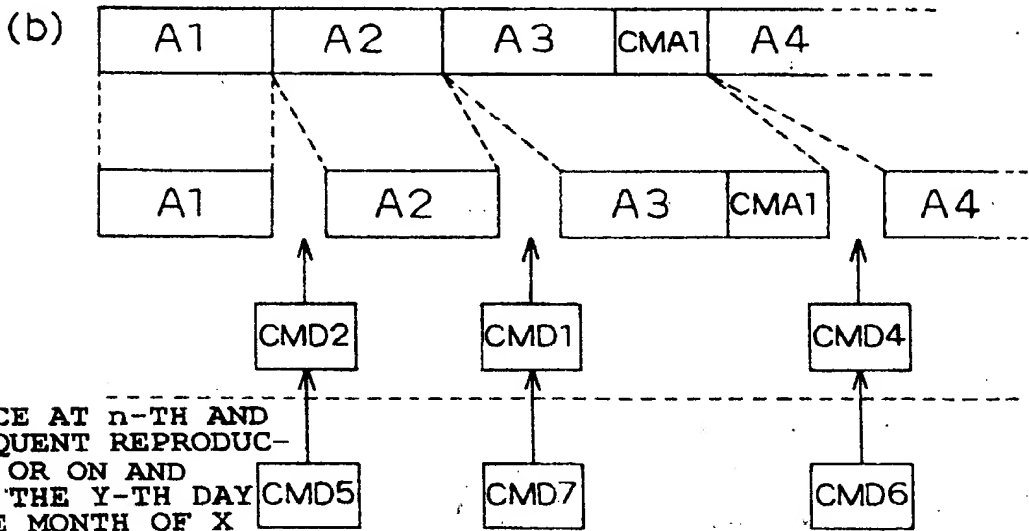 (b)
A1 A2 A3 CMA1 A4
A1 A2 A3 CMA1 A4
CMD2 CMD1 CMD4
CE AT n-TH AND
QUENT REPRODUC-
OR ON AND
THE Y-TH DAY
E MONTH OF X
CMD5 CMD7 CMD6